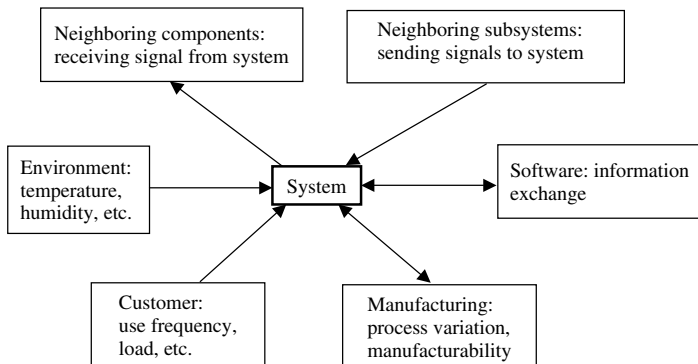 Neighboring components:
receiving signal from system
Neighboring subsystems:
sending signals to system
Environment:
temperature,
humidity, etc.
System
Software: information
exchange
Customer:
use frequency,
load, etc.
Manufacturing:
process variation,
manufacturability